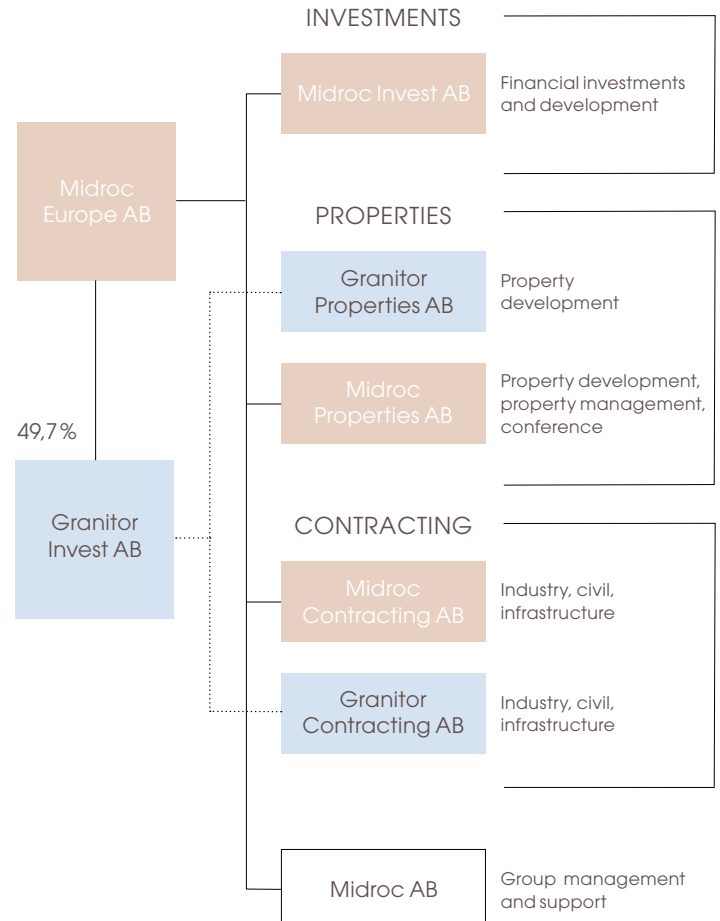 INVESTMENTS
Midroc Invest AB
Financial investments
and development
Midroc
Europe AB
PROPERTIES
Granitor
Properties AB
Property
development
Midroc
Properties AB
Property development,
property management,
conference
49,7%
Granitor
Invest AB
CONTRACTING
Midroc
Contracting AB
Industry, civil,
infrastructure
Granitor
Contracting AB
Industry, civil,
infrastructure
Midroc AB
Group management
and support